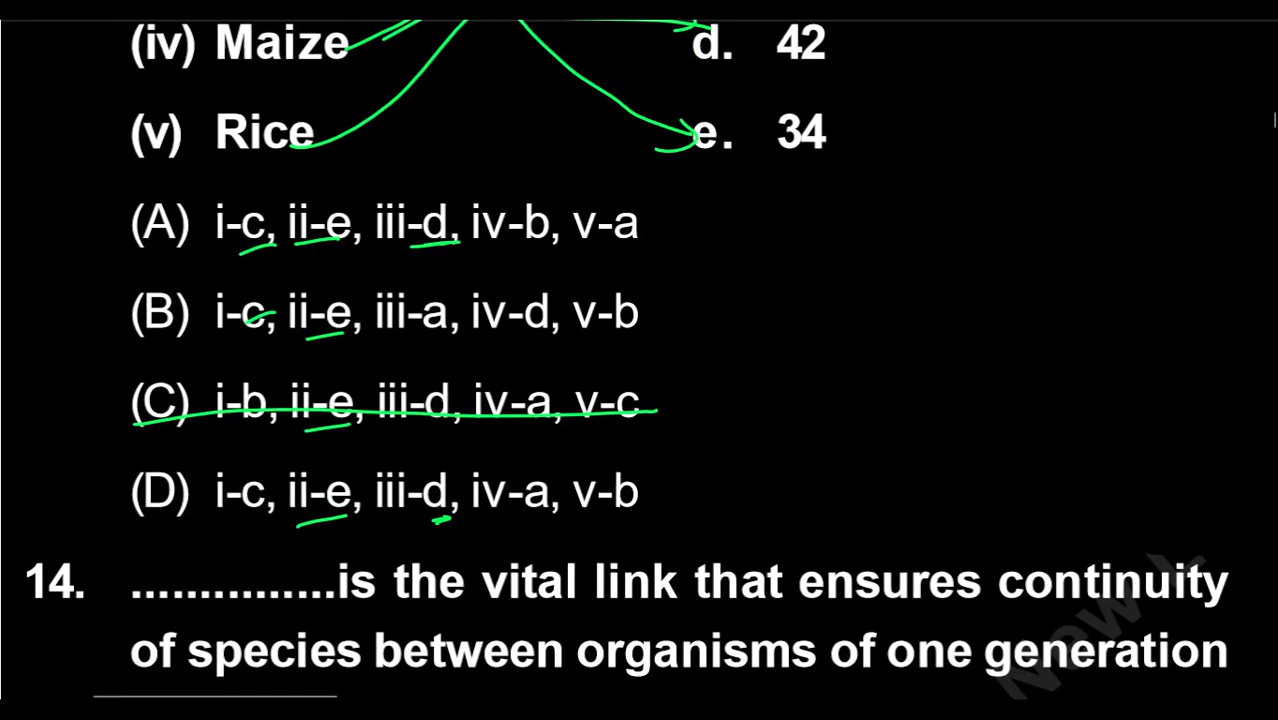 (iv) Maize d. 42
(v) Rice e. 34
(A) i-c, ii-e, iii-d, iv-b, v-a
(B) i-c, ii-e, iii-a, iv-d, v-b
(C) i-b, ii-e, iii-d, iv-a, v-c
(D) i-c, ii-e, iii-d, iv-a, v-b
14. ...............is the vital link that ensures continuity
of species between organisms of one generation
New